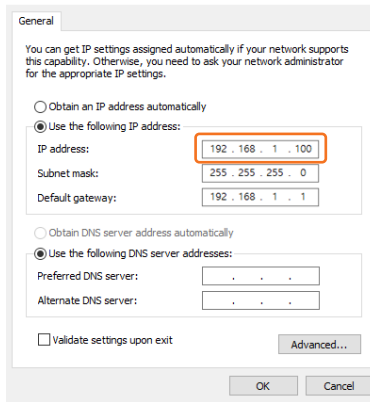 General
You can get IP settings assigned automatically if your network supports
this capability. Otherwise, you need to ask your network administrator
for the appropriate IP settings.
Obtain an IP address automatically
Use the following IP address:
IP address: 192 . 168 . 1 . 100
Subnet mask: 255 . 255 . 255 . 0
Default gateway: 192 . 168 . 1 . 1
Obtain DNS server address automatically
Use the following DNS server addresses:
Preferred DNS server: . . .
Alternate DNS server: . . .
Validate settings upon exit
Advanced...
OK Cancel